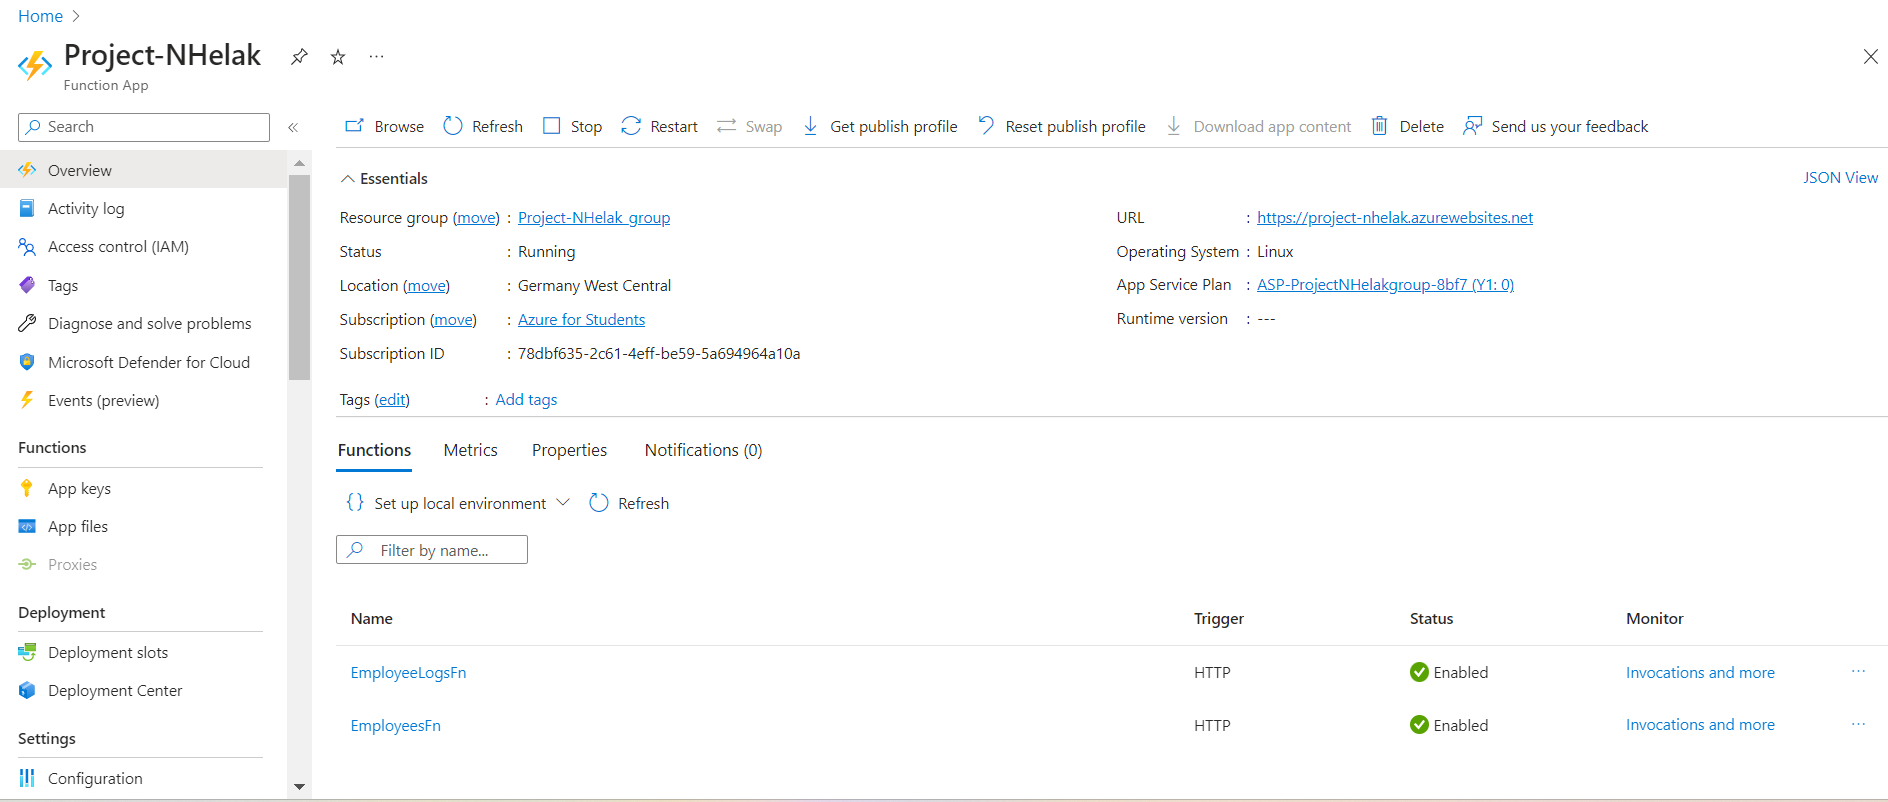 Home
Project-NHelak
Function App
Search
Browse Refresh Stop Restart Swap Get publish profile Reset publish profile Download app content Delete Send us your feedback
Overview
Activity log
Access control (IAM)
Tags
Diagnose and solve problems
Microsoft Defender for Cloud
Events (preview)
Functions
App keys
App files
Proxies
Deployment
Deployment slots
Deployment Center
Settings
Configuration
Essentials
JSON View
Resource group (move) : Project-NHelak_group
Status : Running
Location (move) : Germany West Central
Subscription (move) : Azure for Students
Subscription ID : 78dbf635-2c61-4eff-be59-5a694964a10a
URL : https://project-nhelak.azurewebsites.net
Operating System : Linux
App Service Plan : ASP-ProjectNHelakgroup-8bf7 (Y1: 0)
Runtime version : ---
Tags (edit) : Add tags
Functions Metrics Properties Notifications (0)
{} Set up local environment Refresh
Filter by name...
Name Trigger Status Monitor
EmployeeLogsFn HTTP Enabled Invocations and more ...
EmployeesFn HTTP Enabled Invocations and more ...